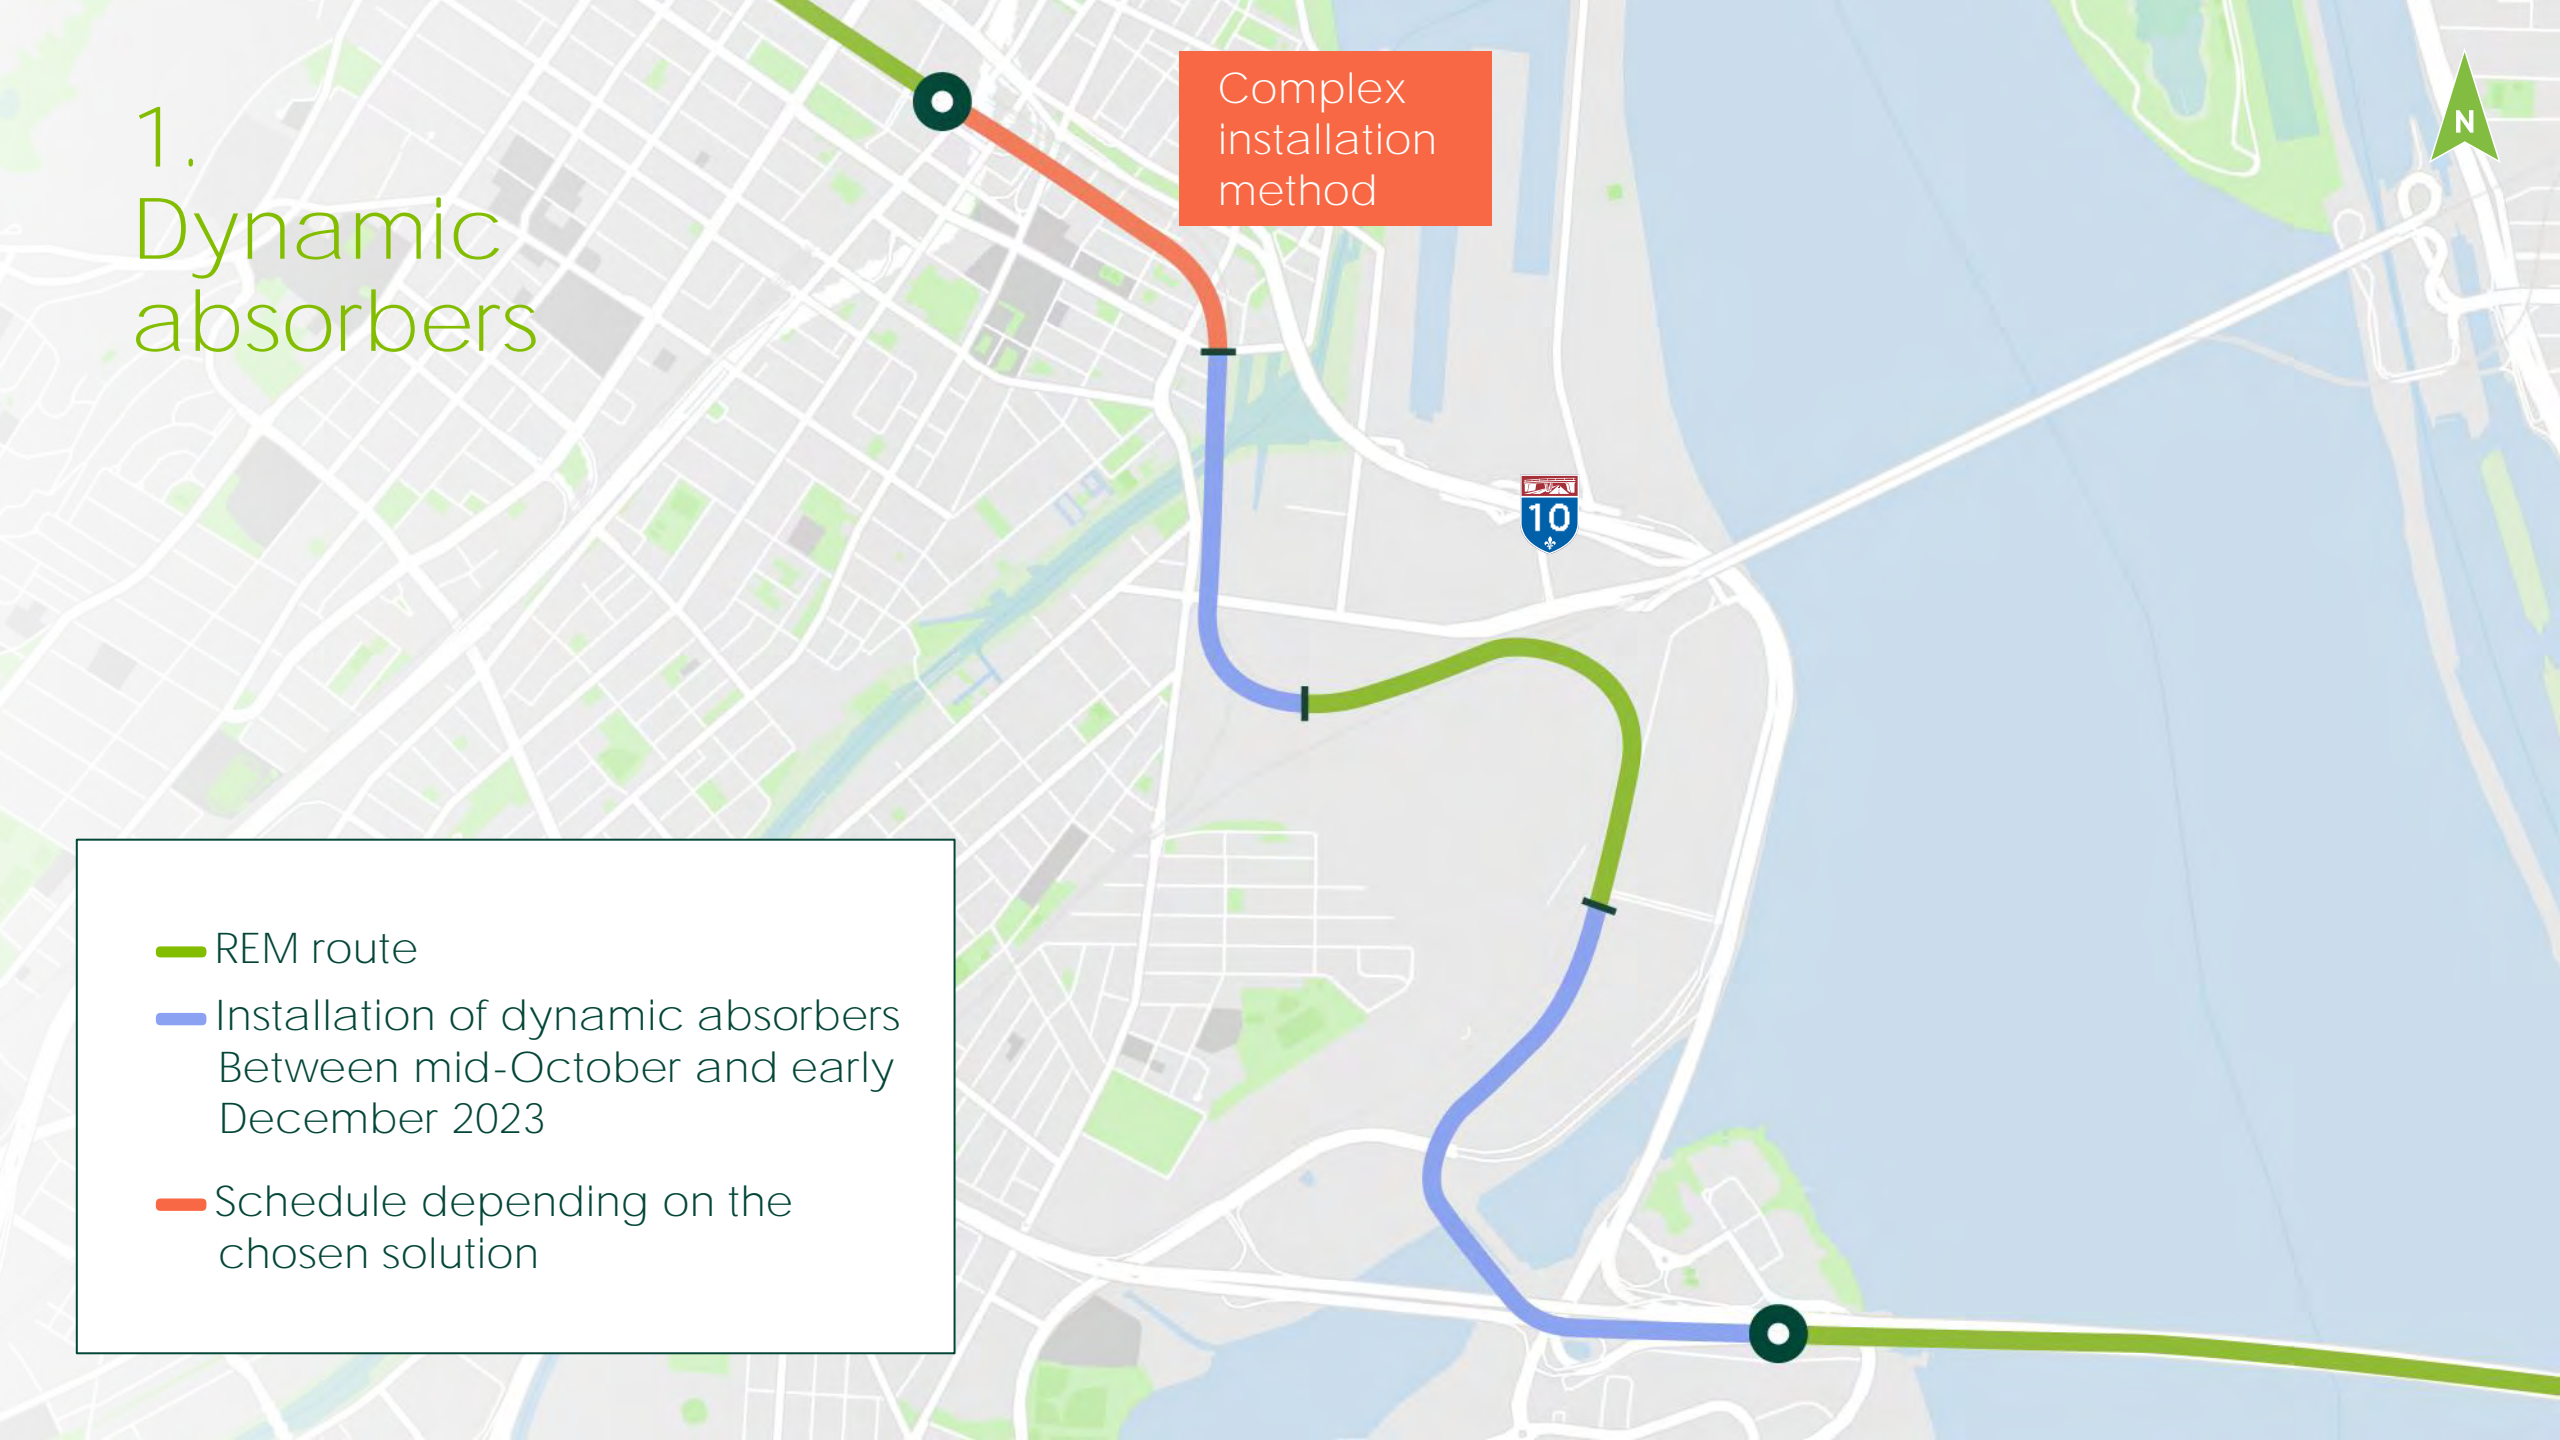 1.
Dynamic
absorbers
Complex
installation
method
N
10
REM route
Installation of dynamic absorbers
Between mid-October and early
December 2023
Schedule depending on the
chosen solution